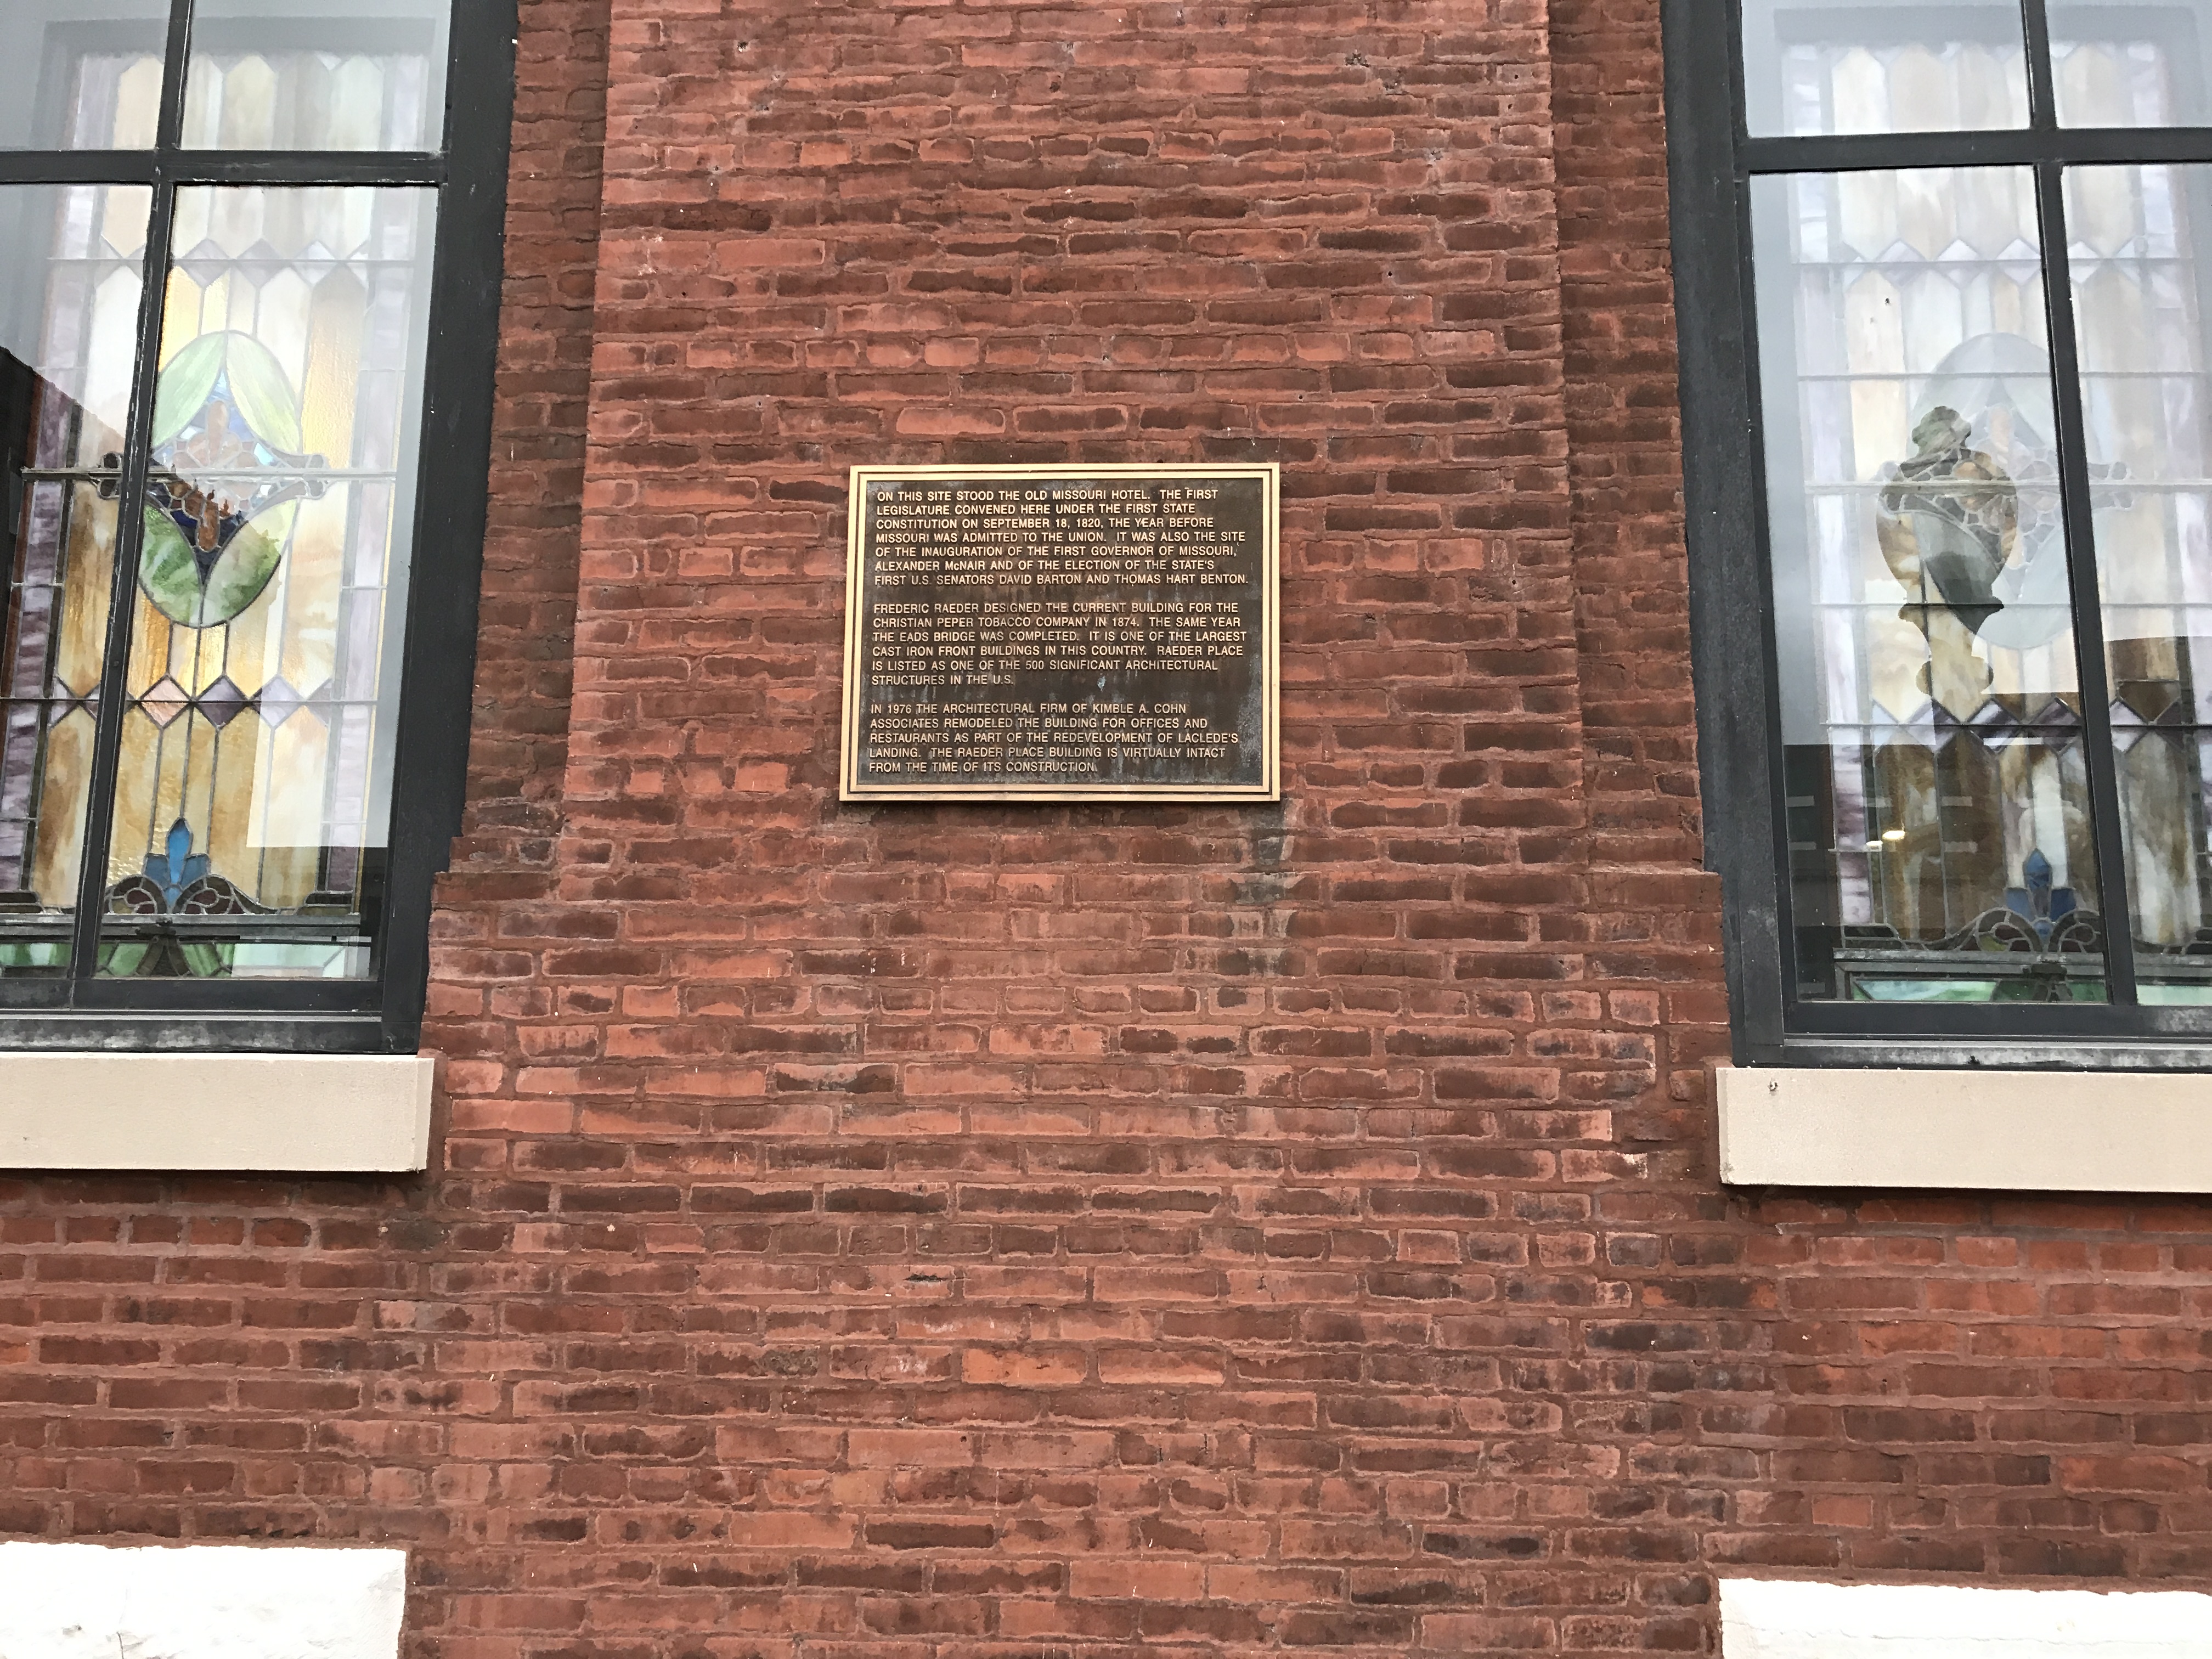 ON THIS SITE STOOD THE OLD MISSOURI HOTEL. THE FIRST
LEGISLATURE CONVENED HERE UNDER THE FIRST STATE
CONSTITUTION ON SEPTEMBER 18, 1820, THE YEAR BEFORE
MISSOURI WAS ADMITTED TO THE UNION. IT WAS ALSO THE SITE
OF THE INAUGURATION OF THE FIRST GOVERNOR OF MISSOURI,
ALEXANDER McNAIR AND OF THE ELECTION OF THE STATE'S
FIRST U.S. SENATORS DAVID BARTON AND THOMAS HART BENTON.
FREDERIC RAEDER DESIGNED THE CURRENT BUILDING FOR THE
CHRISTIAN PEPER TOBACCO COMPANY IN 1874. THE SAME YEAR
THE EADS BRIDGE WAS COMPLETED. IT IS ONE OF THE LARGEST
CAST IRON FRONT BUILDINGS IN THIS COUNTRY. RAEDER PLACE
IS LISTED AS ONE OF THE 500 SIGNIFICANT ARCHITECTURAL
STRUCTURES IN THE U.S.
IN 1976 THE ARCHITECTURAL FIRM OF KIMBLE A. COHN
ASSOCIATES REMODELED THE BUILDING FOR OFFICES AND
RESTAURANTS AS PART OF THE REDEVELOPMENT OF LACLEDE'S
LANDING. THE RAEDER PLACE BUILDING IS VIRTUALLY INTACT
FROM THE TIME OF ITS CONSTRUCTION.